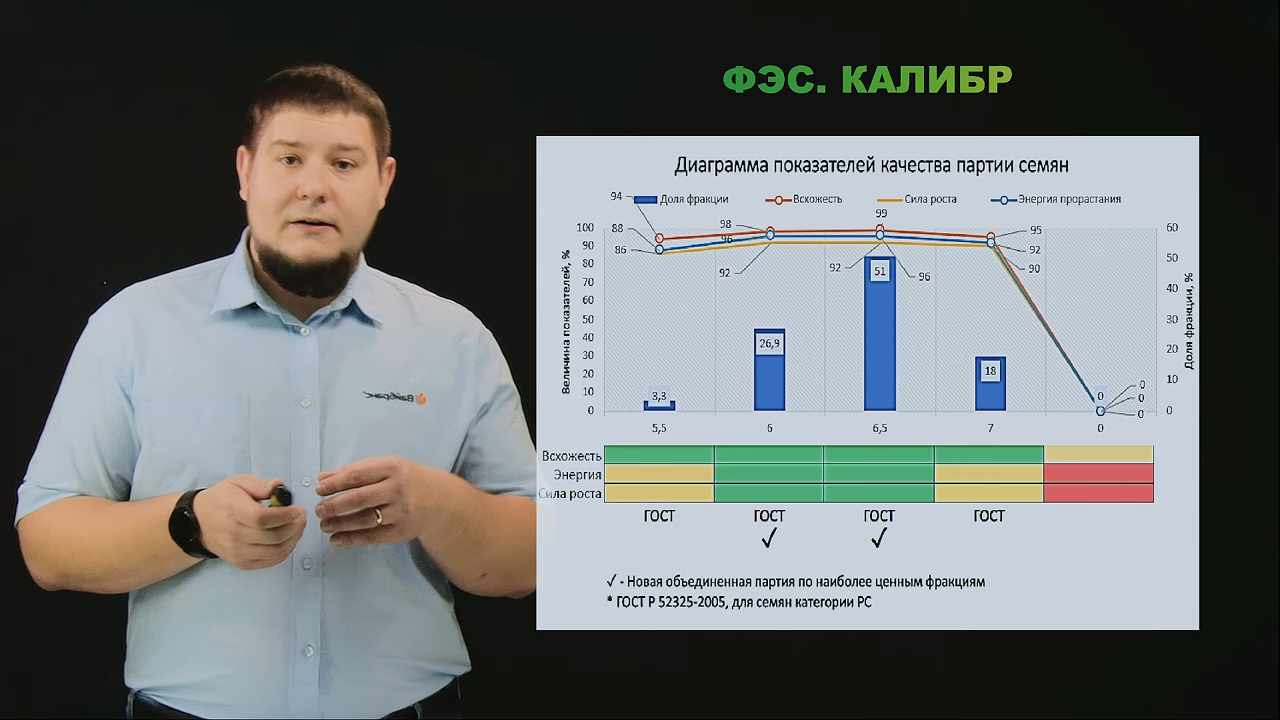 ФЭС. КАЛИБР
Диаграмма показателей качества партии семян
Доля фракции Всхожесть Сила роста Энергия прорастания
94
88
86
98
96
92
99
92
96
95
92
90
0
0
0
Величина показателей, %
100
90
80
70
60
50
40
30
20
10
0
Доля фракции, %
60
50
40
30
20
10
0
3,3 26,9 51 18 0
5,5 6 6,5 7 0
Всхожесть
Энергия
Сила роста
ГОСТ ГОСТ ГОСТ ГОСТ
✓ ✓
✓ - Новая объединенная партия по наиболее ценным фракциям
* ГОСТ Р 52325-2005, для семян категории РС
Вайбранс